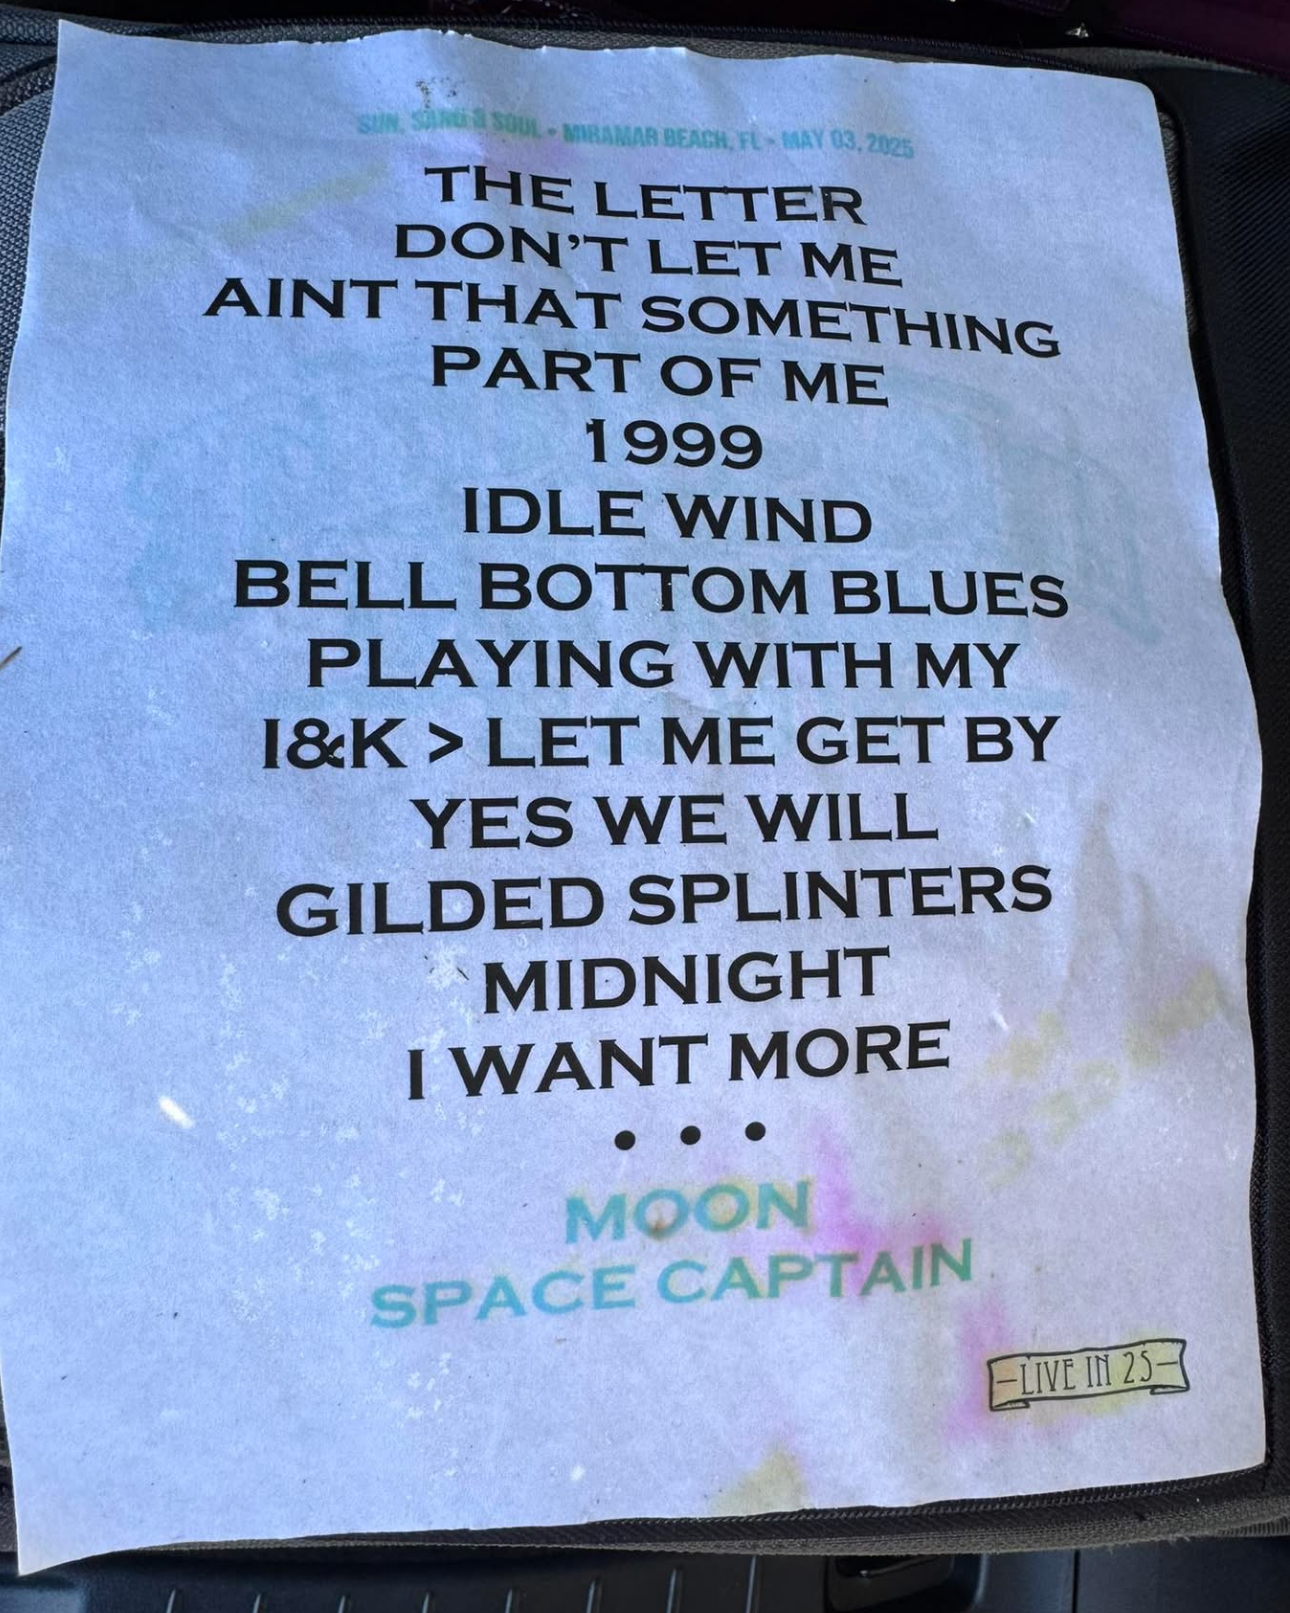 SUN, SAND & SOUL • MIRAMAR BEACH, FL • MAY 03, 2025
THE LETTER
DON'T LET ME
AINT THAT SOMETHING
PART OF ME
1999
IDLE WIND
BELL BOTTOM BLUES
PLAYING WITH MY
I&K > LET ME GET BY
YES WE WILL
GILDED SPLINTERS
MIDNIGHT
I WANT MORE
• • •
MOON
SPACE CAPTAIN
—LIVE IN 25—